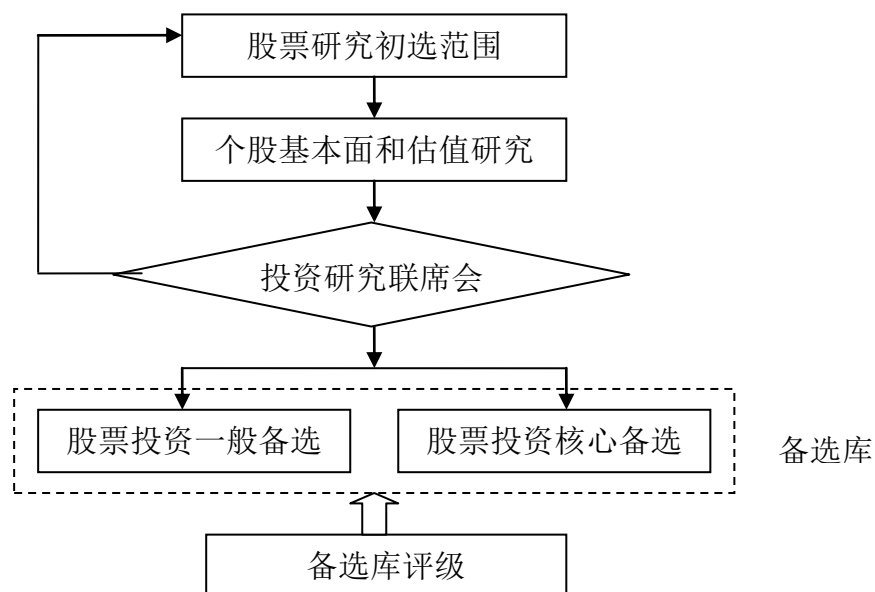 股票研究初选范围
个股基本面和估值研究
投资研究联席会
股票投资一般备选
股票投资核心备选
备选库
备选库评级